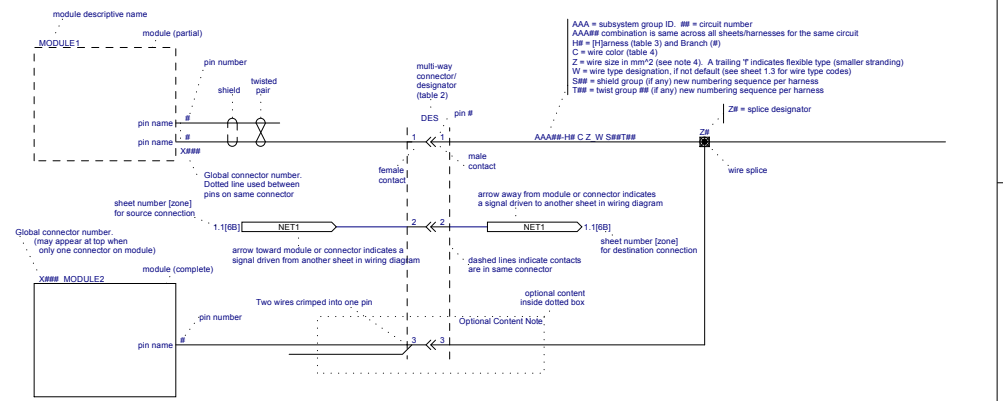 module descriptive name
MODULE1
module (partial)
pin number
shield
twisted
pair
pin name
#
pin name
#
X###
Global connector number.
Dotted line used between
pins on same connector
multi-way
connector/
designator
(table 2)
DES
pin #
1
1
female
contact
male
contact
AAA = subsystem group ID.  ## = circuit number
AAA## combination is same across all sheets/harnesses for the same circuit
H# = [H]arness (table 3) and Branch (#)
C = wire color (table 4)
Z = wire size in mm^2 (see note 4).  A trailing 'f' indicates flexible type (smaller stranding)
W = wire type designation, if not default (see sheet 1.3 for wire type codes)
S## = shield group (if any) new numbering sequence per harness
T## = twist group ## (if any) new numbering sequence per harness
AAA##-H# C Z_W S##T##
Z# = splice designator
Z#
wire splice
sheet number [zone]
for source connection
1.1[6B]
NET1
arrow toward module or connector indicates a
signal driven from another sheet in wiring diagram
2
2
arrow away from module or connector indicates
a signal driven to another sheet in wiring diagram
NET1
1.1[6B]
sheet number [zone]
for destination connection
dashed lines indicate contacts
are in same connector
Global connector number.
(may appear at top when
only one connector on module)
module (complete)
X### MODULE2
pin number
pin name
#
Two wires crimped into one pin
optional content
inside dotted box
Optional Content Note
3
3